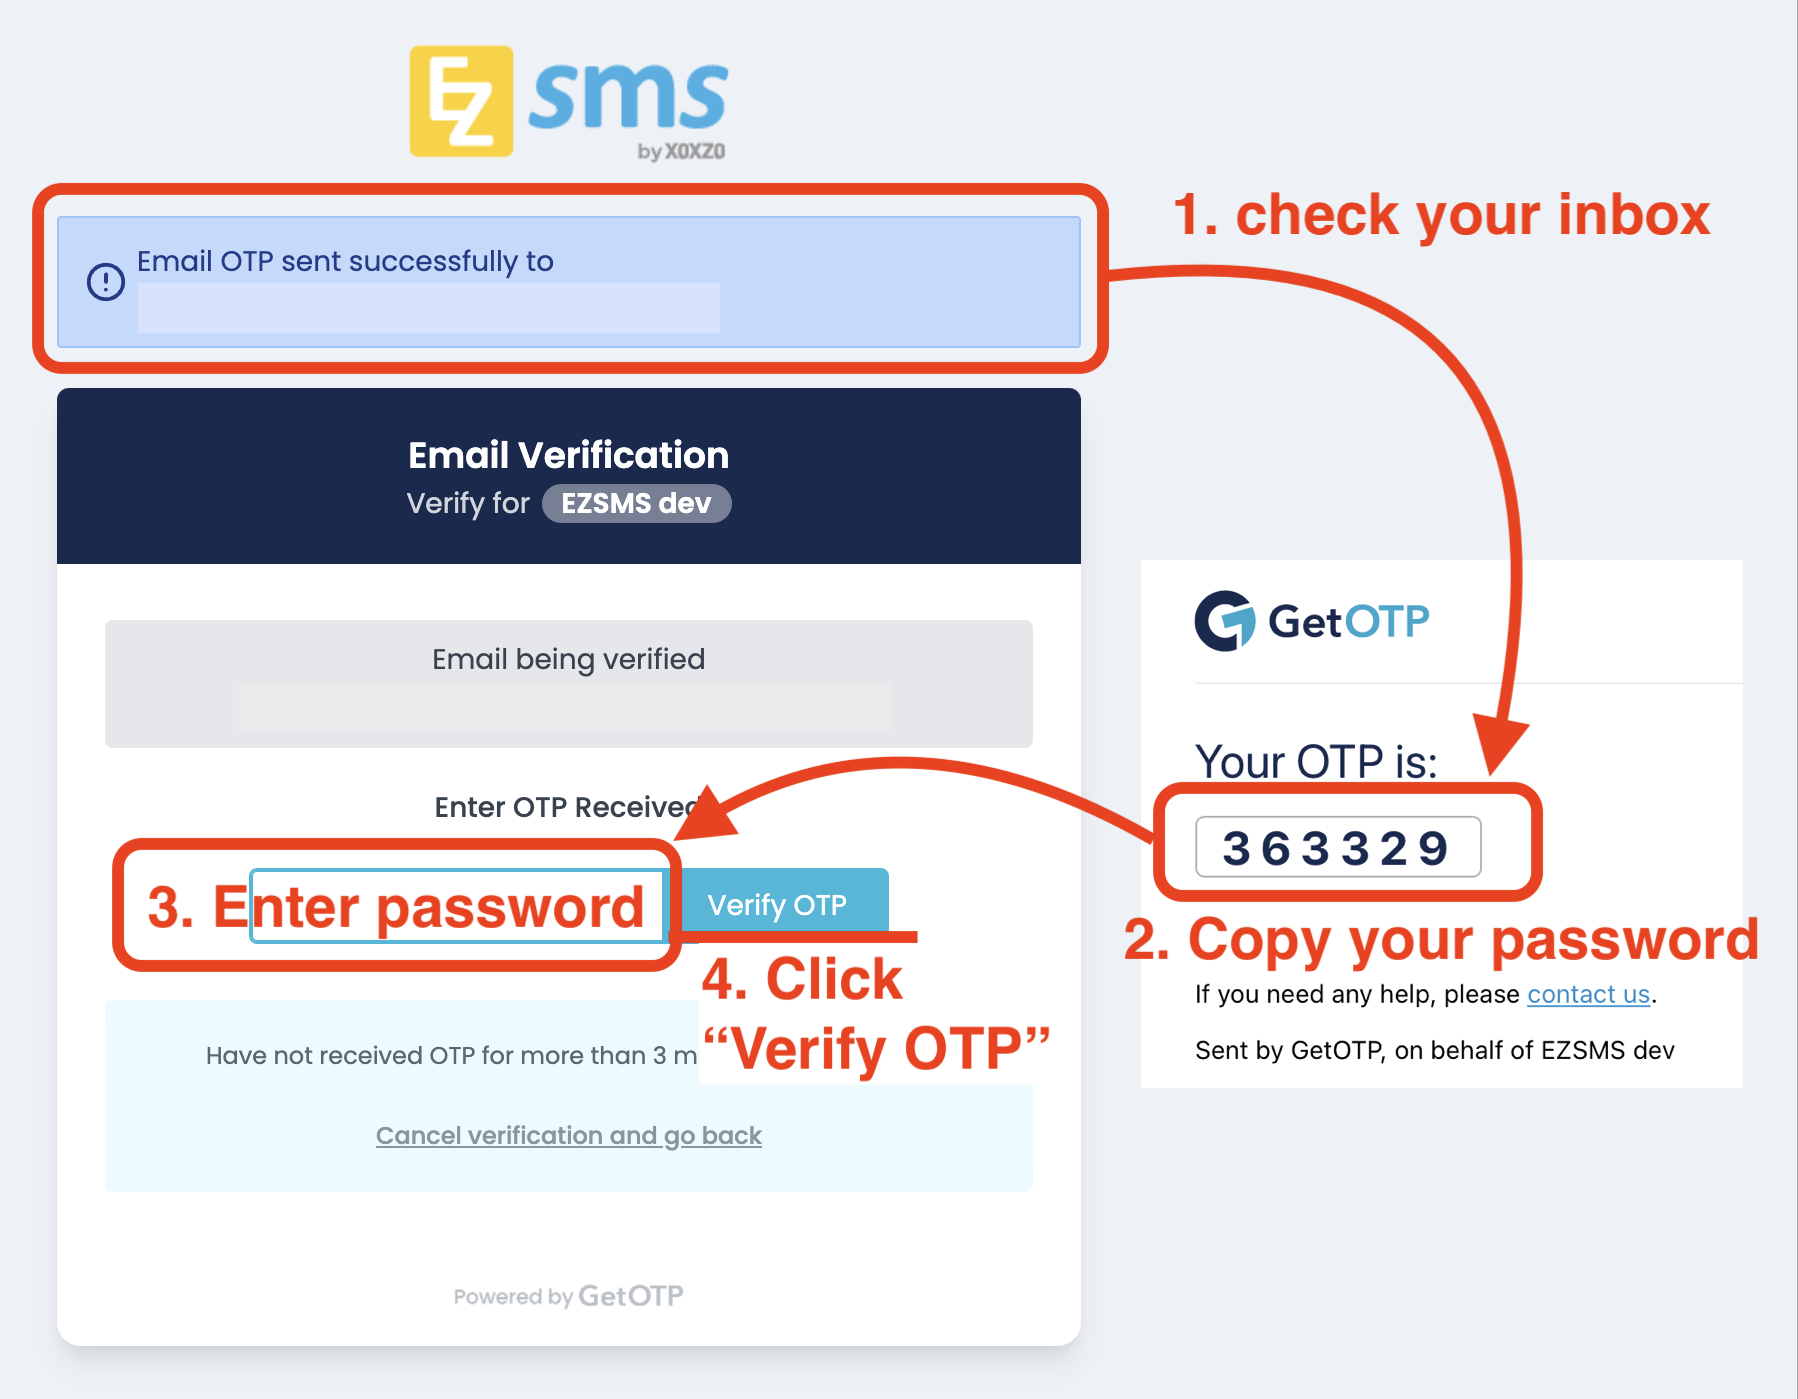 EZ sms
by XOXZO
1. check your inbox
Email OTP sent successfully to
Email Verification
Verify for EZSMS dev
Email being verified
Enter OTP Received
3. Enter password
Verify OTP
4. Click
“Verify OTP”
Have not received OTP for more than 3 m
Cancel verification and go back
Powered by GetOTP
GetOTP
Your OTP is:
363329
2. Copy your password
If you need any help, please contact us.
Sent by GetOTP, on behalf of EZSMS dev